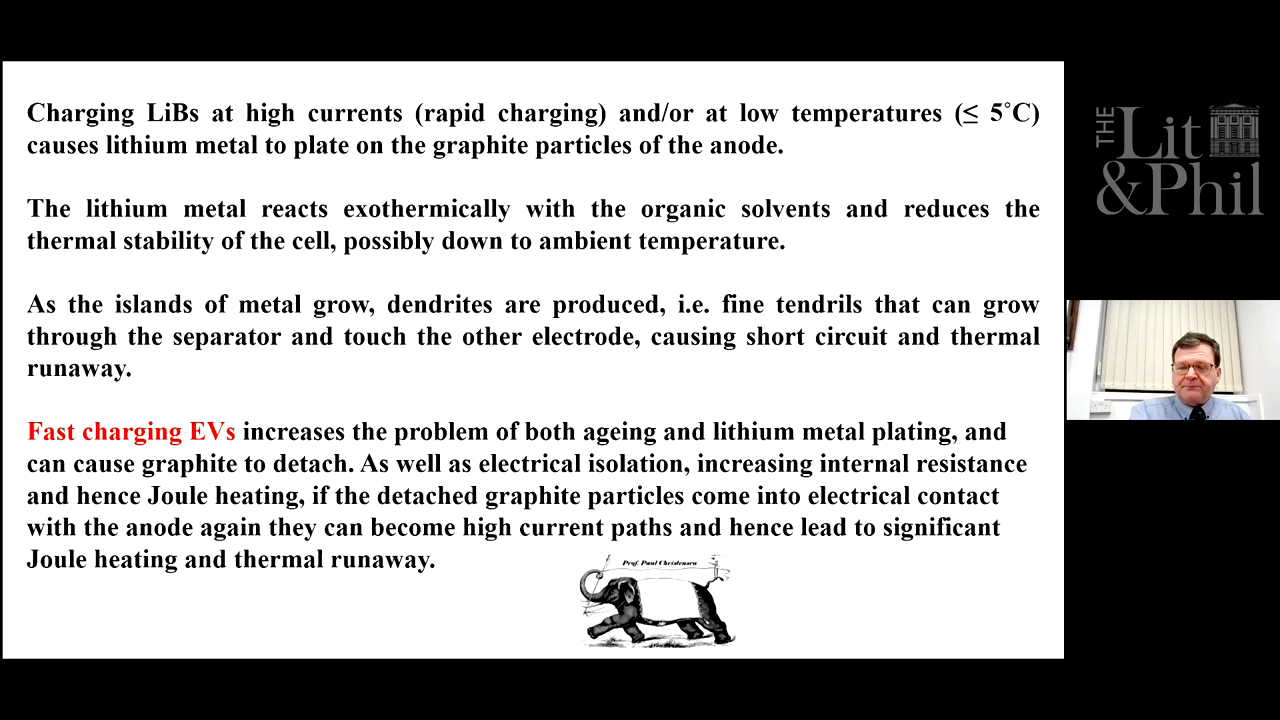 Charging LiBs at high currents (rapid charging) and/or at low temperatures (≤ 5˚C)
causes lithium metal to plate on the graphite particles of the anode.
The lithium metal reacts exothermically with the organic solvents and reduces the
thermal stability of the cell, possibly down to ambient temperature.
As the islands of metal grow, dendrites are produced, i.e. fine tendrils that can grow
through the separator and touch the other electrode, causing short circuit and thermal
runaway.
Fast charging EVs increases the problem of both ageing and lithium metal plating, and
can cause graphite to detach. As well as electrical isolation, increasing internal resistance
and hence Joule heating, if the detached graphite particles come into electrical contact
with the anode again they can become high current paths and hence lead to significant
Joule heating and thermal runaway.
Prof. Paul Christensen
THE
Lit
&Phil